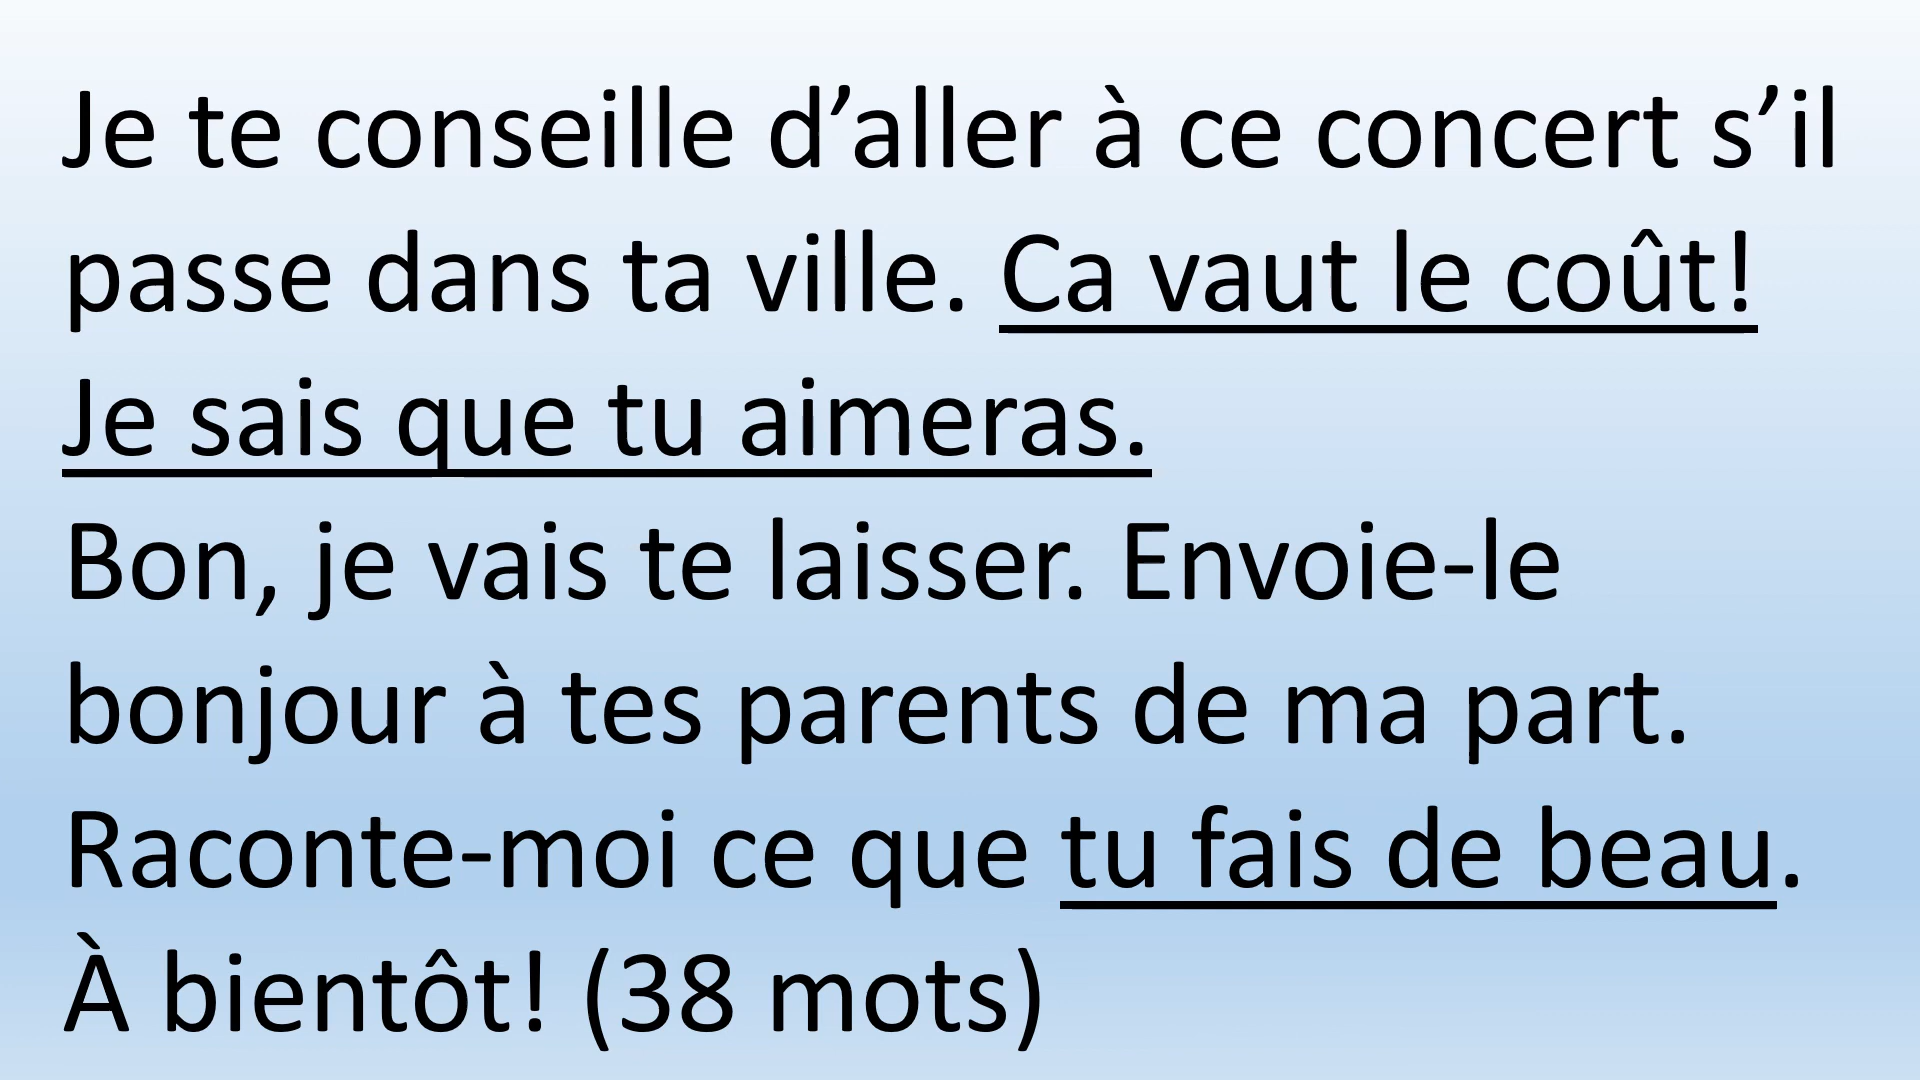 Je te conseille d’aller à ce concert s’il
passe dans ta ville. Ca vaut le coût!
Je sais que tu aimeras.
Bon, je vais te laisser. Envoie-le
bonjour à tes parents de ma part.
Raconte-moi ce que tu fais de beau.
À bientôt! (38 mots)